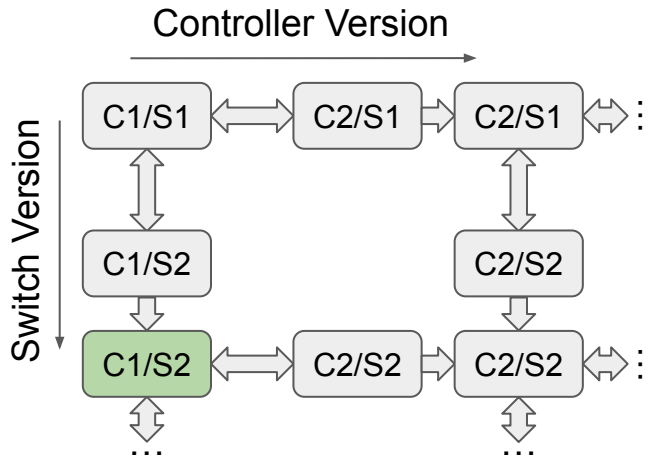 Controller Version
Switch Version
C1/S1
C2/S1
C2/S1
...
C1/S2
C2/S2
C1/S2
C2/S2
C2/S2
...
...
...